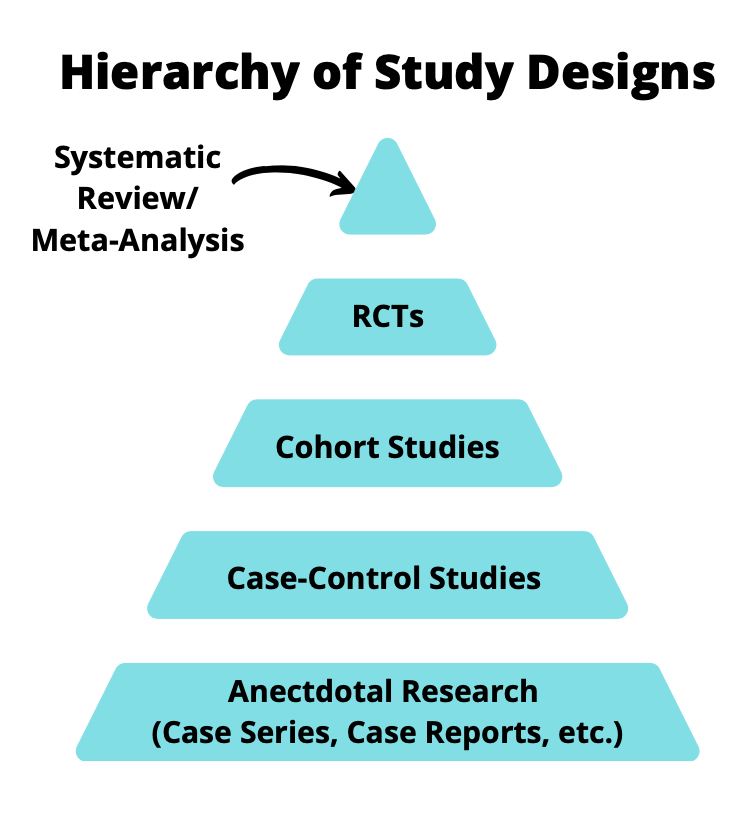 Hierarchy of Study Designs
Systematic
Review/
Meta-Analysis
RCTs
Cohort Studies
Case-Control Studies
Anectdotal Research
(Case Series, Case Reports, etc.)